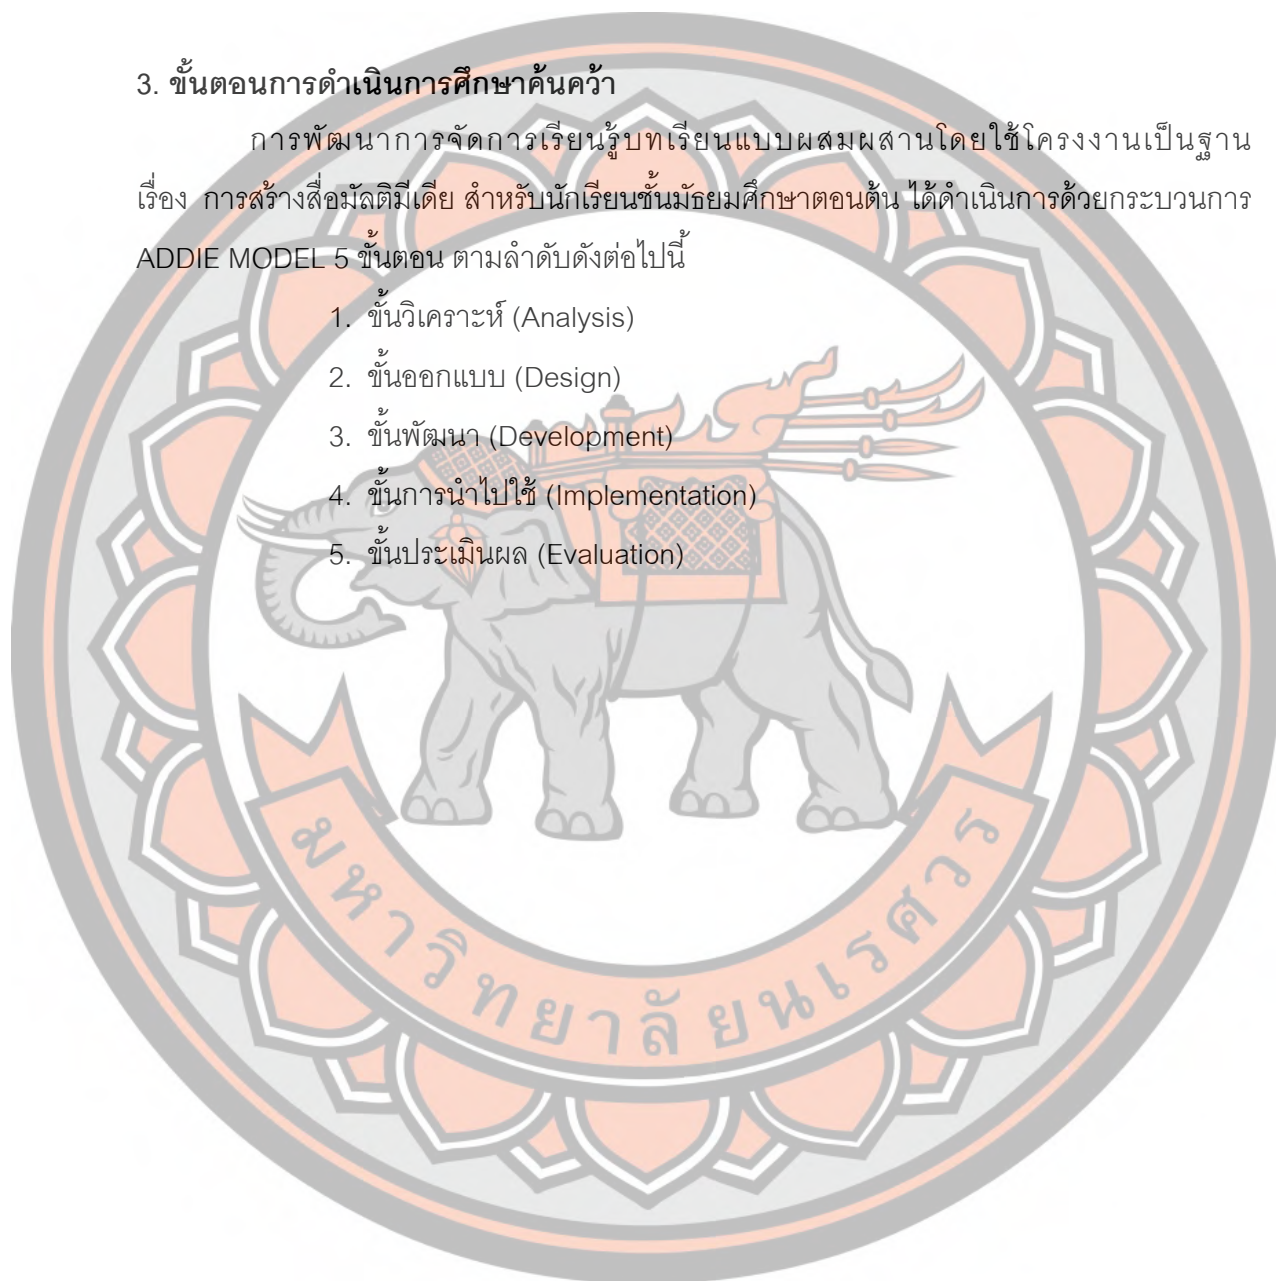 3. ขั้นตอนการดำเนินการศึกษาค้นคว้า
การพัฒนาการจัดการเรียนรู้บทเรียนแบบผสมผสานโดยใช้โครงงานเป็นฐาน
เรื่อง การสร้างสื่อมัลติมีเดีย สำหรับนักเรียนชั้นมัธยมศึกษาตอนต้น ได้ดำเนินการด้วยกระบวนการ
ADDIE MODEL 5 ขั้นตอน ตามลำดับดังต่อไปนี้
1. ขั้นวิเคราะห์ (Analysis)
2. ขั้นออกแบบ (Design)
3. ขั้นพัฒนา (Development)
4. ขั้นการนำไปใช้ (Implementation)
5. ขั้นประเมินผล (Evaluation)
มหาวิทยาลัยนเรศวร